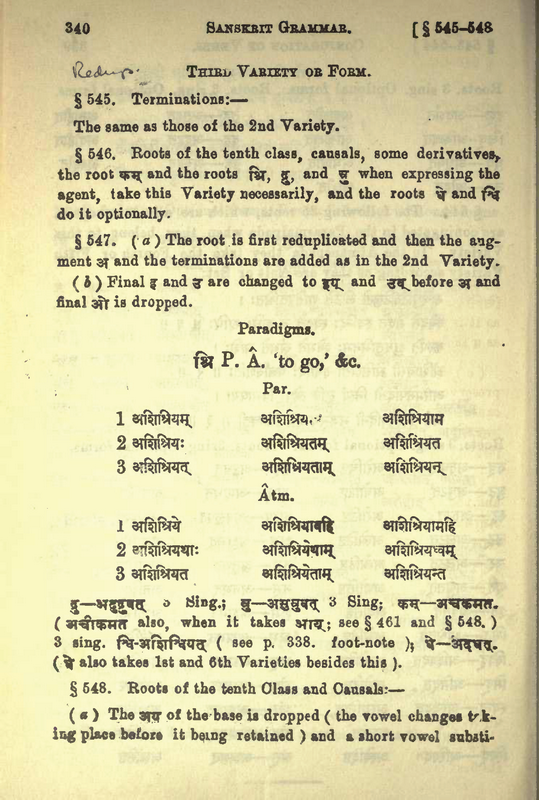 340 SANSKRIT GRAMMAR. [ § 545-548
Redup.
THIRD VARIETY OR FORM.
§ 545. Terminations:—
The same as those of the 2nd Variety.
§ 546. Roots of the tenth class, causals, some derivatives,
the root कम् and the roots श्रि, द्रु, and स्रु when expressing the
agent, take this Variety necessarily, and the roots धे and श्वि
do it optionally.
§ 547. (a) The root is first reduplicated and then the aug-
ment अ and the terminations are added as in the 2nd Variety.
(b) Final इ and उ are changed to इय् and उव् before अ and
final ओ is dropped.
Paradigms.
श्रि P. Â. 'to go,' &c.
Par.
1 अशिश्रियम् अशिश्रिय अशिश्रियाम
2 अशिश्रियः अशिश्रियतम् अशिश्रियत
3 अशिश्रियत् अशिश्रियताम् अशिश्रियन्
Âtm.
1 अशिश्रिये अशिश्रियावहि अशिश्रियामहि
2 अशिश्रियथाः अशिश्रियेथाम् अशिश्रियध्वम्
3 अशिश्रियत अशिश्रियेताम् अशिश्रियन्त
द्रु—अदुद्रुवत् 3 Sing.; स्रु—असुस्रुवत् 3 Sing; कम्—अचकमत.
( अचीकमत also, when it takes आय्; see § 461 and § 548. )
3 sing. श्वि-अशिश्वियत् ( see p. 338. foot-note ); धे—अदधत्.
( धे also takes 1st and 6th Varieties besides this ).
§ 548. Roots of the tenth Class and Causals:—
(a) The अय of the base is dropped ( the vowel changes tak-
ing place before it being retained ) and a short vowel substi-